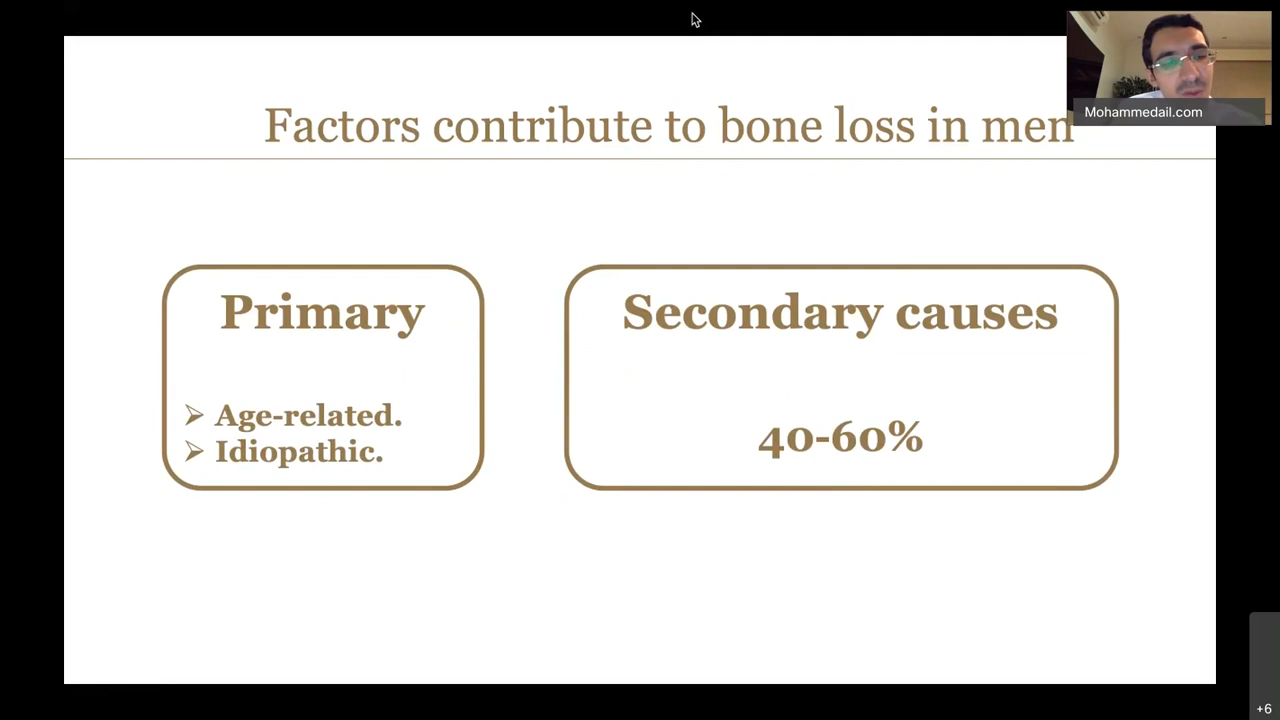 Mohammedail.com
Factors contribute to bone loss in men
Primary
➢ Age-related.
➢ Idiopathic.
Secondary causes
40-60%
+6